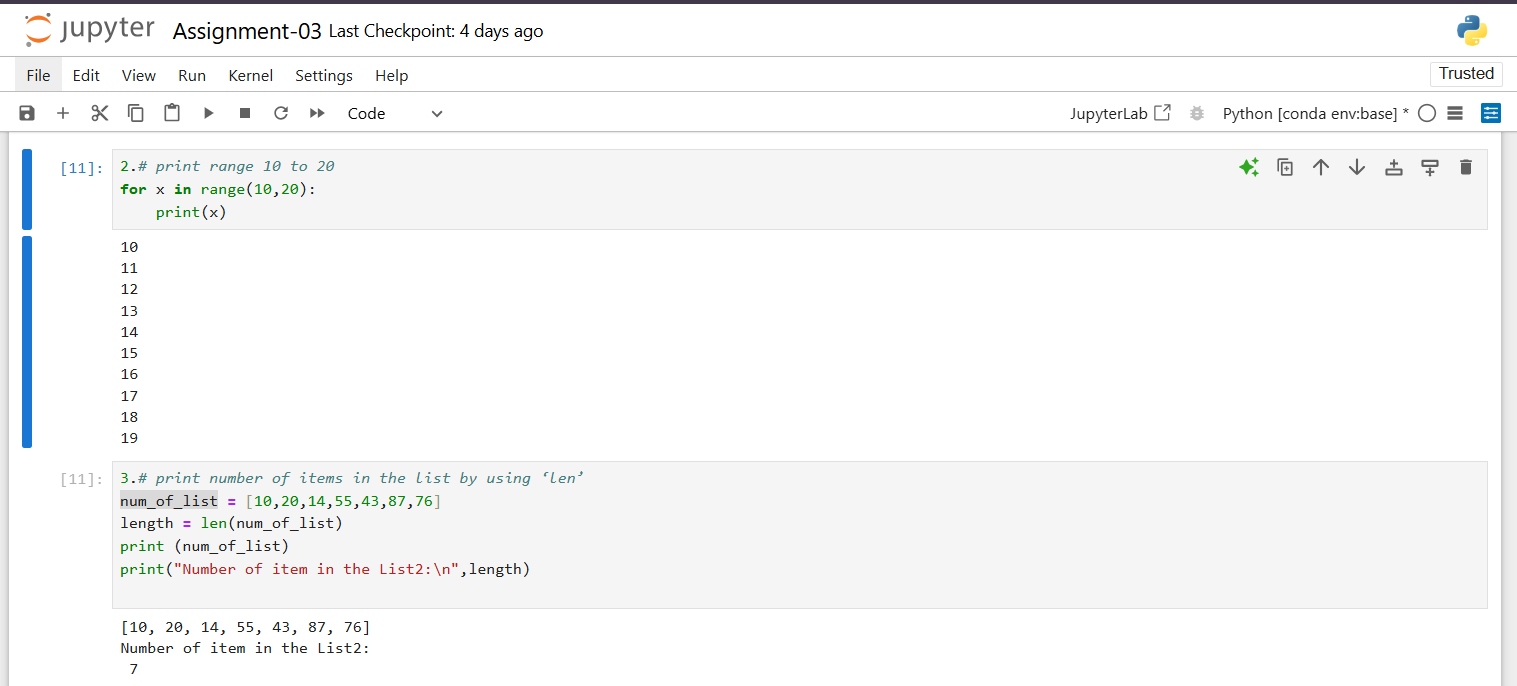 jupyter Assignment-03 Last Checkpoint: 4 days ago
File Edit View Run Kernel Settings Help
Trusted
Code
JupyterLab
Python [conda env:base] *
[11]:
2.# print range 10 to 20
for x in range(10,20):
    print(x)
10
11
12
13
14
15
16
17
18
19
[11]:
3.# print number of items in the list by using ‘len’
num_of_list = [10,20,14,55,43,87,76]
length = len(num_of_list)
print (num_of_list)
print("Number of item in the List2:\n",length)
[10, 20, 14, 55, 43, 87, 76]
Number of item in the List2:
 7